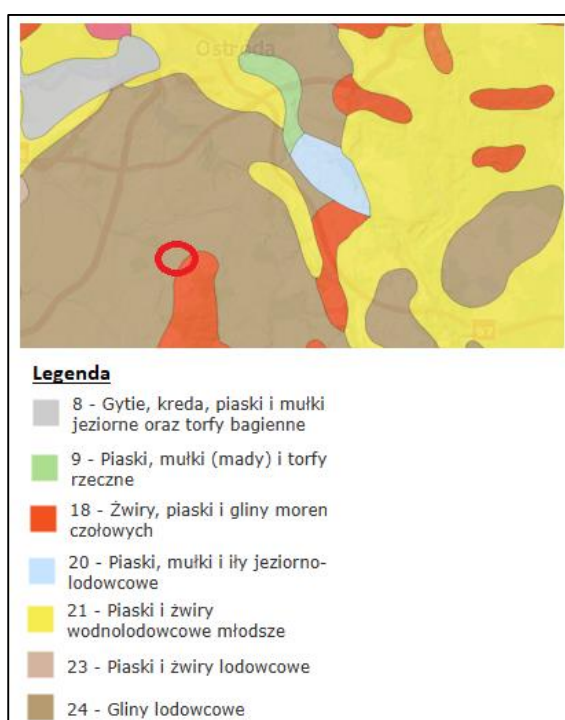 Ostróda
Legenda
8 - Gytie, kreda, piaski i mułki
jeziorne oraz torfy bagienne
9 - Piaski, mułki (mady) i torfy
rzeczne
18 - Żwiry, piaski i gliny moren
czołowych
20 - Piaski, mułki i iły jeziorno-
lodowcowe
21 - Piaski i żwiry
wodnolodowcowe młodsze
23 - Piaski i żwiry lodowcowe
24 - Gliny lodowcowe